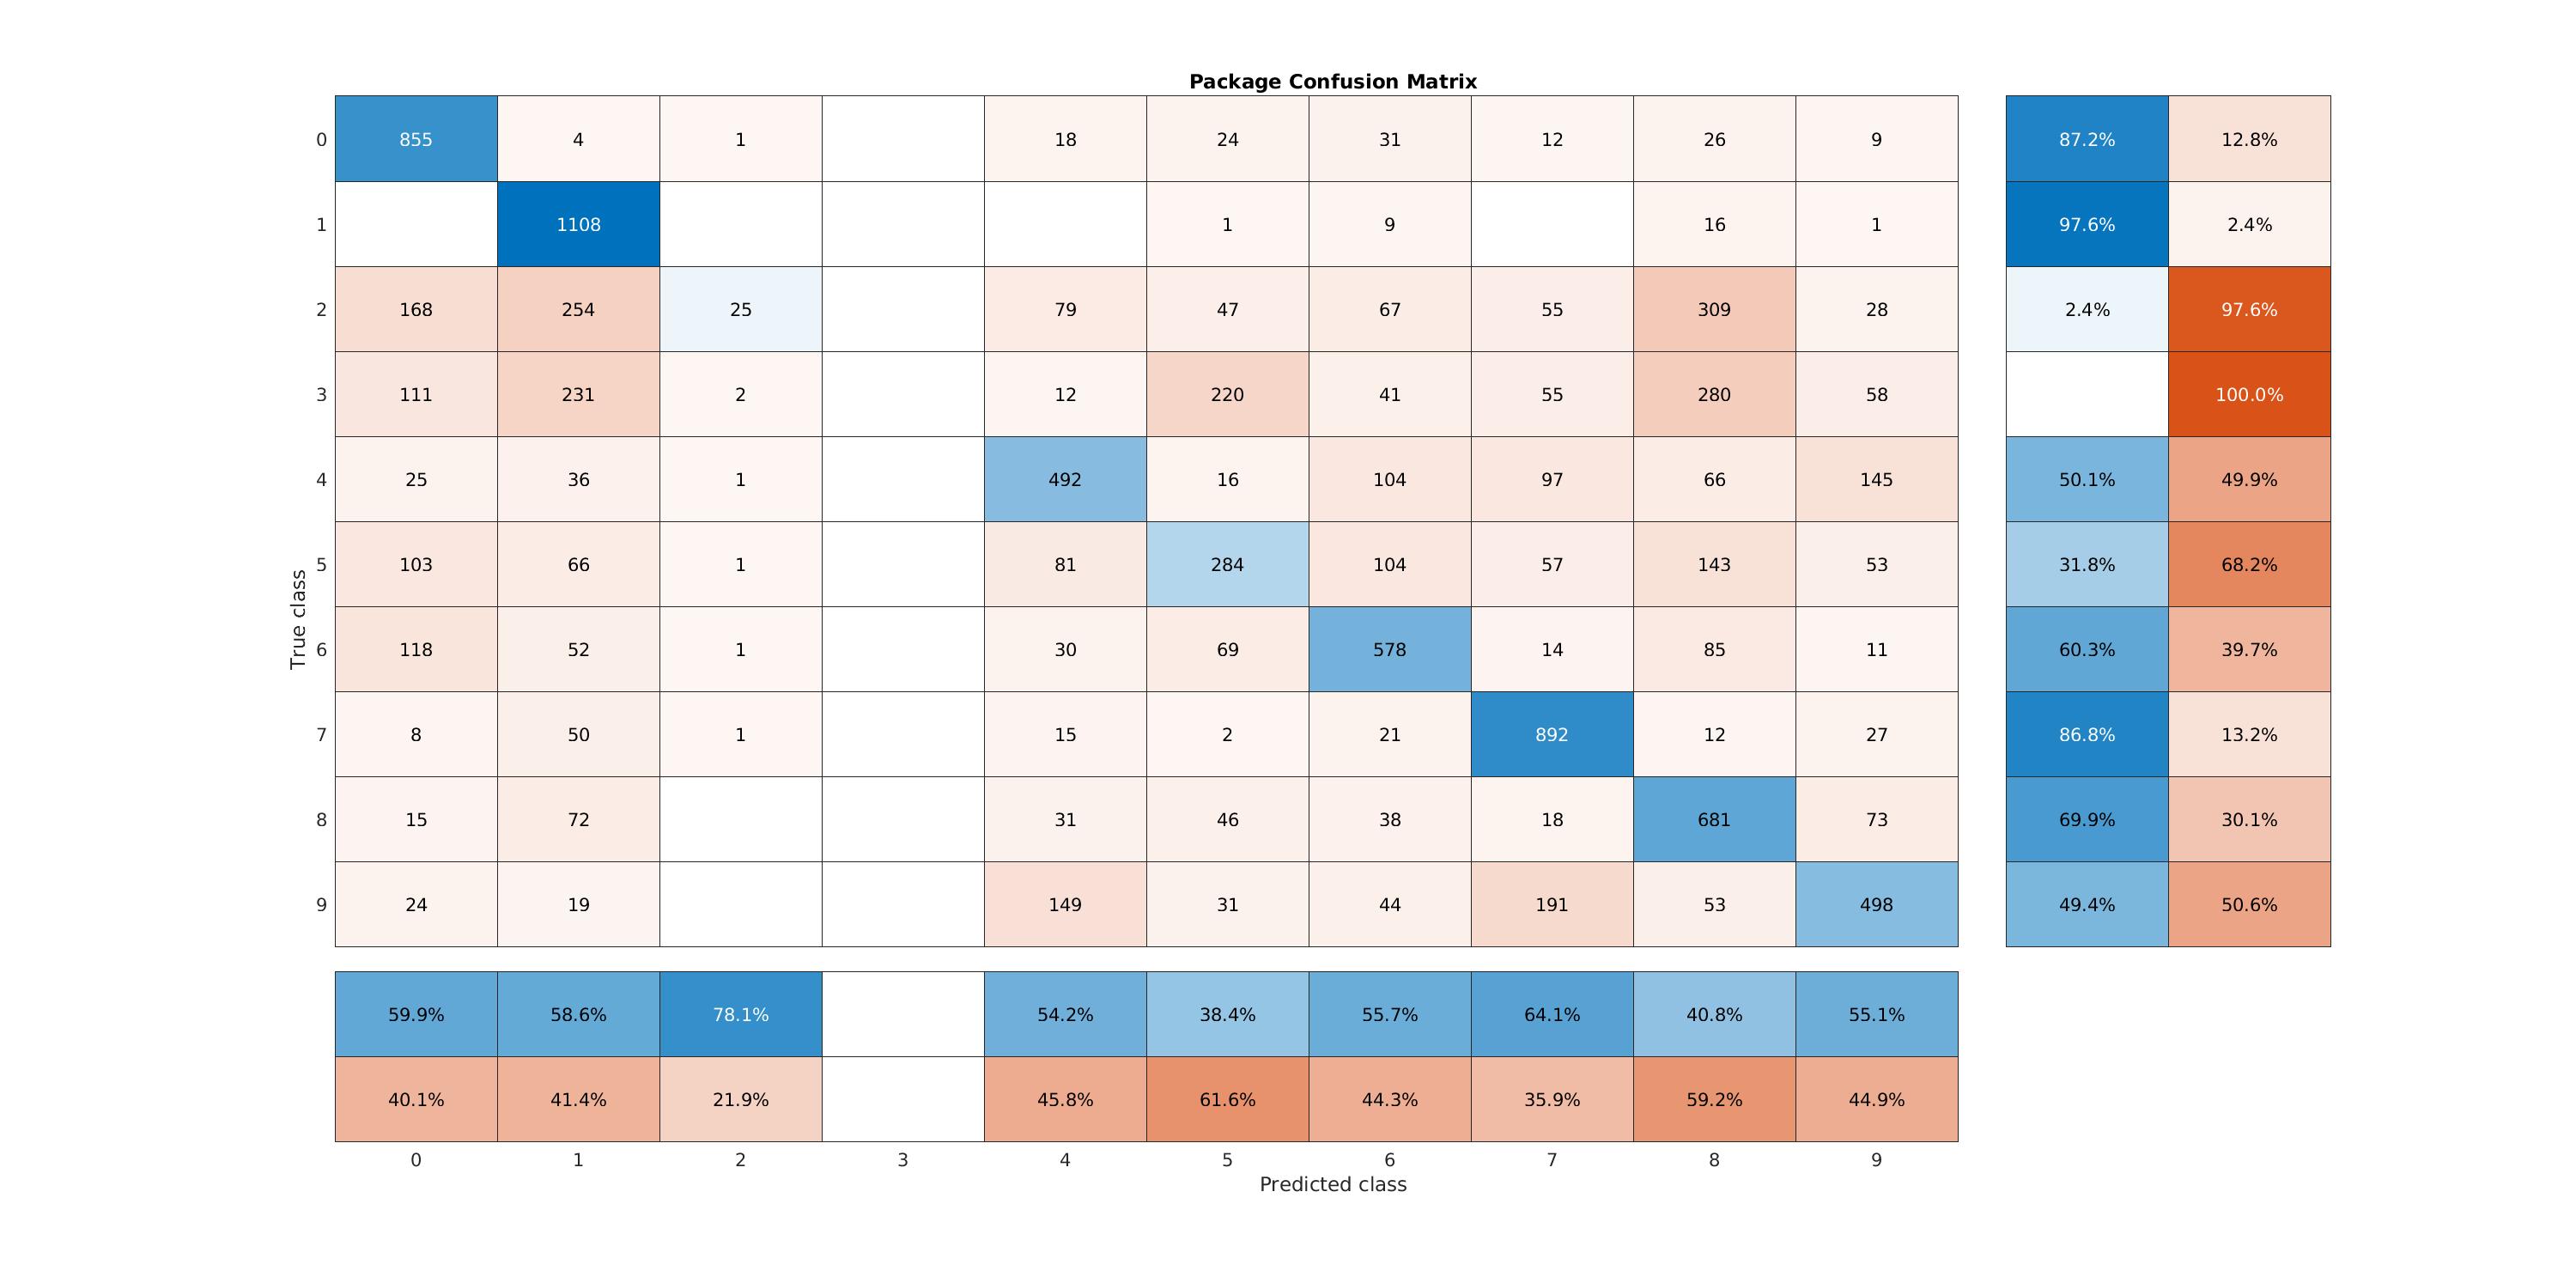 Package Confusion Matrix
0 855 4 1 18 24 31 12 26 9 87.2% 12.8%
1 1108 1 9 16 1 97.6% 2.4%
2 168 254 25 79 47 67 55 309 28 2.4% 97.6%
3 111 231 2 12 220 41 55 280 58 100.0%
4 25 36 1 492 16 104 97 66 145 50.1% 49.9%
5 103 66 1 81 284 104 57 143 53 31.8% 68.2%
True class
6 118 52 1 30 69 578 14 85 11 60.3% 39.7%
7 8 50 1 15 2 21 892 12 27 86.8% 13.2%
8 15 72 31 46 38 18 681 73 69.9% 30.1%
9 24 19 149 31 44 191 53 498 49.4% 50.6%
59.9% 58.6% 78.1% 54.2% 38.4% 55.7% 64.1% 40.8% 55.1%
40.1% 41.4% 21.9% 45.8% 61.6% 44.3% 35.9% 59.2% 44.9%
0 1 2 3 4 5 6 7 8 9
Predicted class